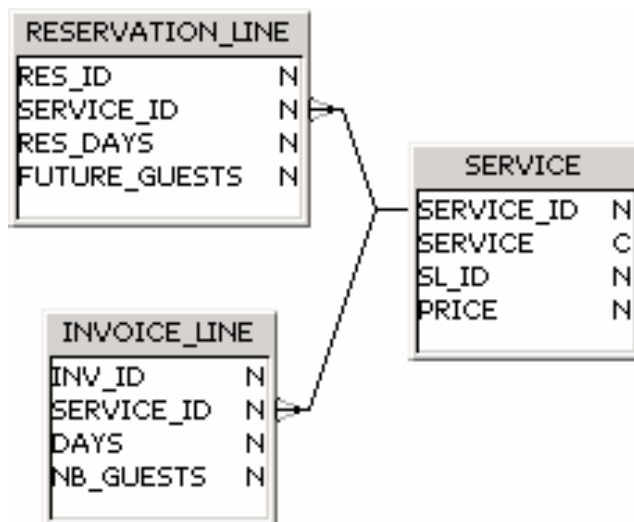 RESERVATION_LINE
RES_ID N
SERVICE_ID N
RES_DAYS N
FUTURE_GUESTS N
SERVICE
SERVICE_ID N
SERVICE C
SL_ID N
PRICE N
INVOICE_LINE
INV_ID N
SERVICE_ID N
DAYS N
NB_GUESTS N